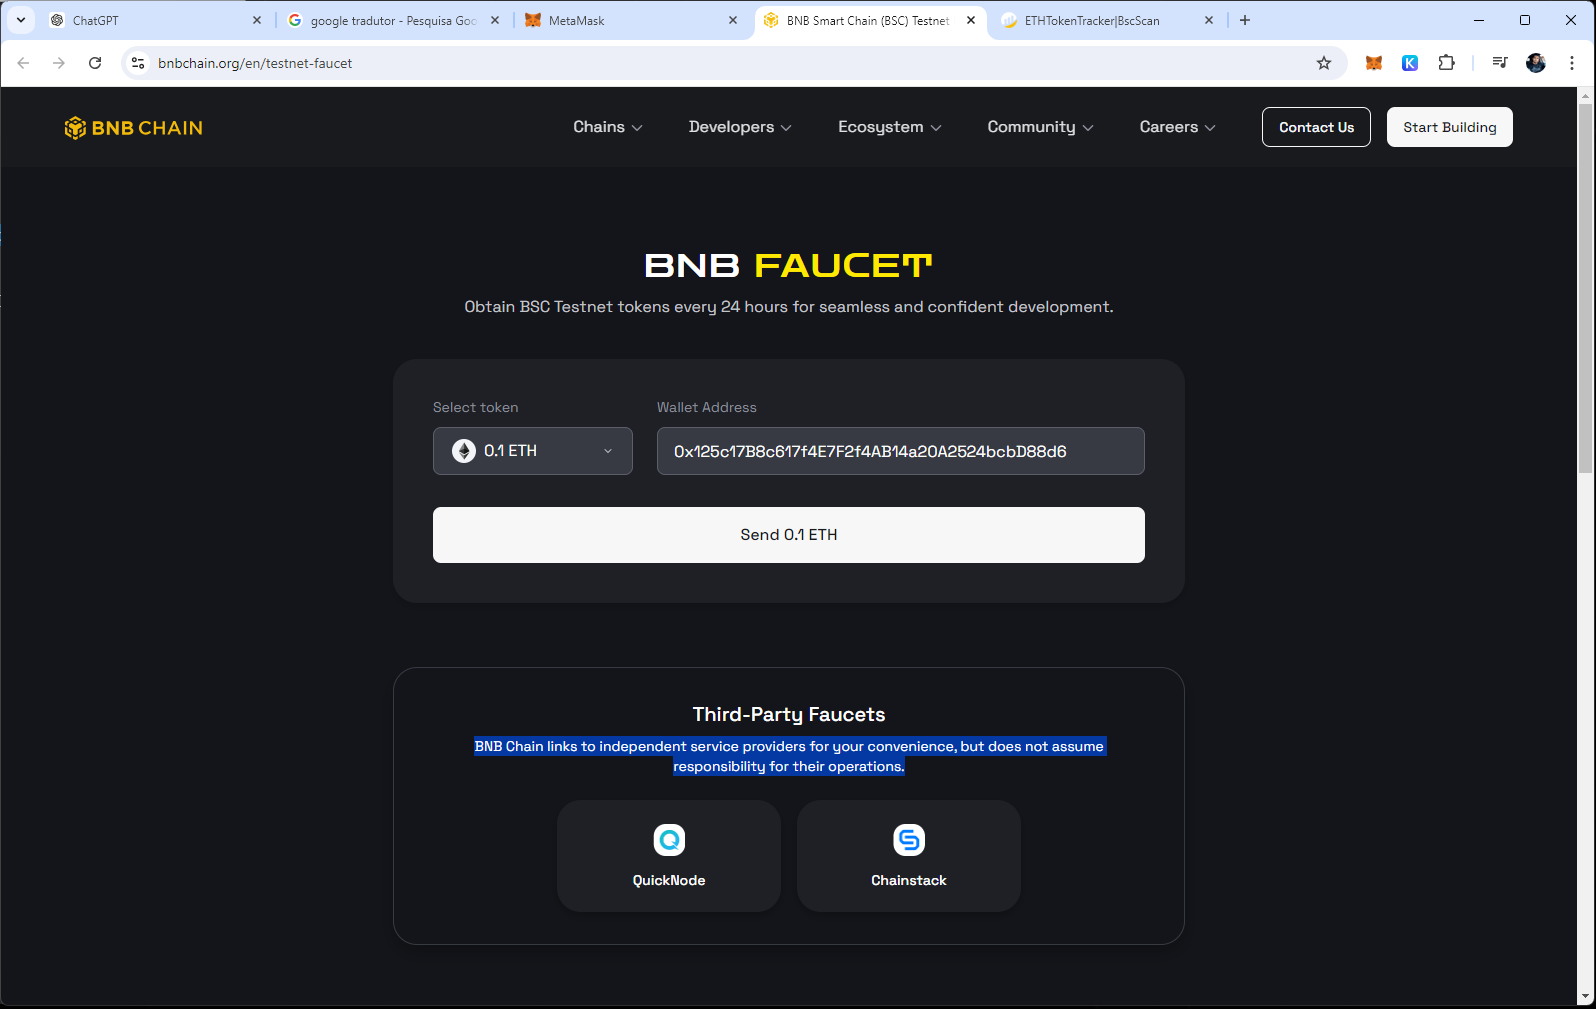 ChatGPT
google tradutor - Pesquisa Goo
MetaMask
BNB Smart Chain (BSC) Testnet
ETHTokenTracker|BscScan
bnbchain.org/en/testnet-faucet
BNB CHAIN
Chains
Developers
Ecosystem
Community
Careers
Contact Us
Start Building
BNB FAUCET
Obtain BSC Testnet tokens every 24 hours for seamless and confident development.
Select token
Wallet Address
0.1 ETH
0x125c17B8c617f4E7F2f4AB14a20A2524bcbD88d6
Send 0.1 ETH
Third-Party Faucets
BNB Chain links to independent service providers for your convenience, but does not assume
responsibility for their operations.
QuickNode
Chainstack